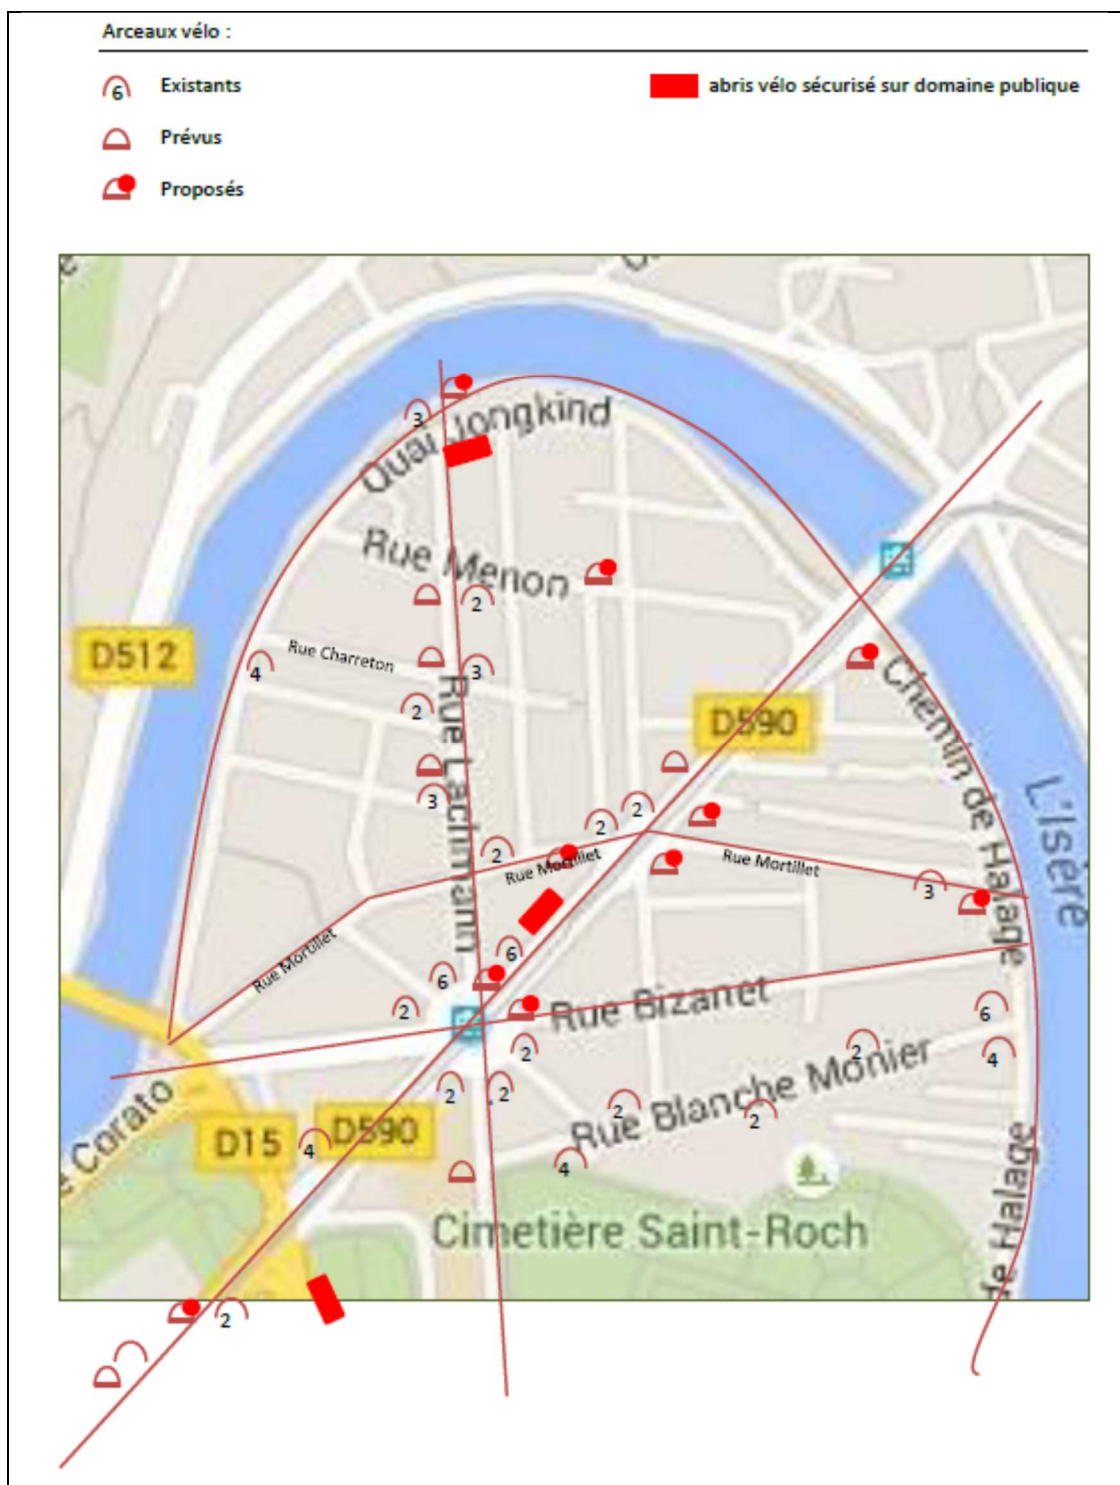 Arceaux vélo :
6 Existants
abris vélo sécurisé sur domaine publique
Prévus
Proposés
3
Quai Jongkind
Rue Menon
2
D512
Rue Charreton
4
3
2
Rue Lachmann
D590
Chemin de Halage
L'Isère
3
2
2
2
Rue Mortillet
Rue Mortillet
3
Rue Mortillet
6
6
2
Rue Bizanet
6
2
2
4
Rue Blanche Monier
2
2
2
2
Corato
D15
D590
4
4
Cimetière Saint-Roch
Halage
2